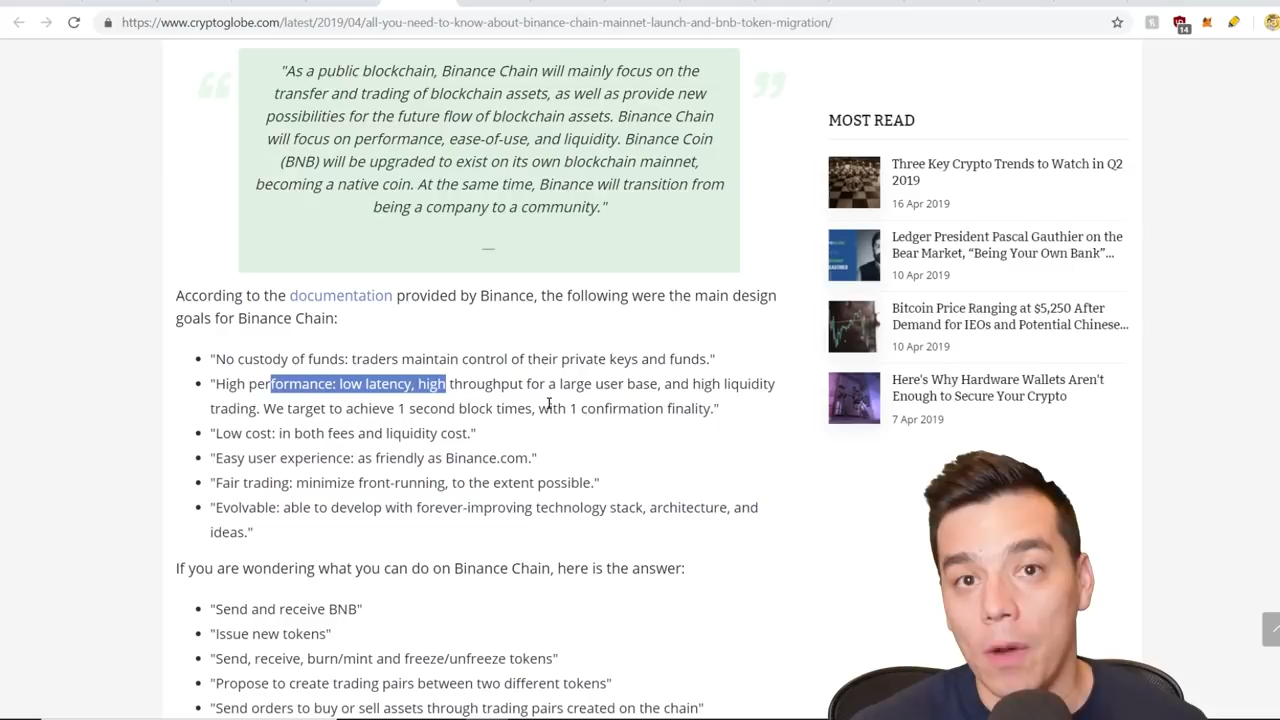 https://www.cryptoglobe.com/latest/2019/04/all-you-need-to-know-about-binance-chain-mainnet-launch-and-bnb-token-migration/
14
"As a public blockchain, Binance Chain will mainly focus on the
transfer and trading of blockchain assets, as well as provide new
possibilities for the future flow of blockchain assets. Binance Chain
will focus on performance, ease-of-use, and liquidity. Binance Coin
(BNB) will be upgraded to exist on its own blockchain mainnet,
becoming a native coin. At the same time, Binance will transition from
being a company to a community."
—
According to the documentation provided by Binance, the following were the main design
goals for Binance Chain:
• "No custody of funds: traders maintain control of their private keys and funds."
• "High performance: low latency, high throughput for a large user base, and high liquidity
trading. We target to achieve 1 second block times, with 1 confirmation finality."
• "Low cost: in both fees and liquidity cost."
• "Easy user experience: as friendly as Binance.com."
• "Fair trading: minimize front-running, to the extent possible."
• "Evolvable: able to develop with forever-improving technology stack, architecture, and
ideas."
If you are wondering what you can do on Binance Chain, here is the answer:
• "Send and receive BNB"
• "Issue new tokens"
• "Send, receive, burn/mint and freeze/unfreeze tokens"
• "Propose to create trading pairs between two different tokens"
• "Send orders to buy or sell assets through trading pairs created on the chain"
MOST READ
Three Key Crypto Trends to Watch in Q2
2019
16 Apr 2019
Ledger President Pascal Gauthier on the
Bear Market, “Being Your Own Bank”...
10 Apr 2019
Bitcoin Price Ranging at $5,250 After
Demand for IEOs and Potential Chinese...
10 Apr 2019
Here's Why Hardware Wallets Aren't
Enough to Secure Your Crypto
7 Apr 2019